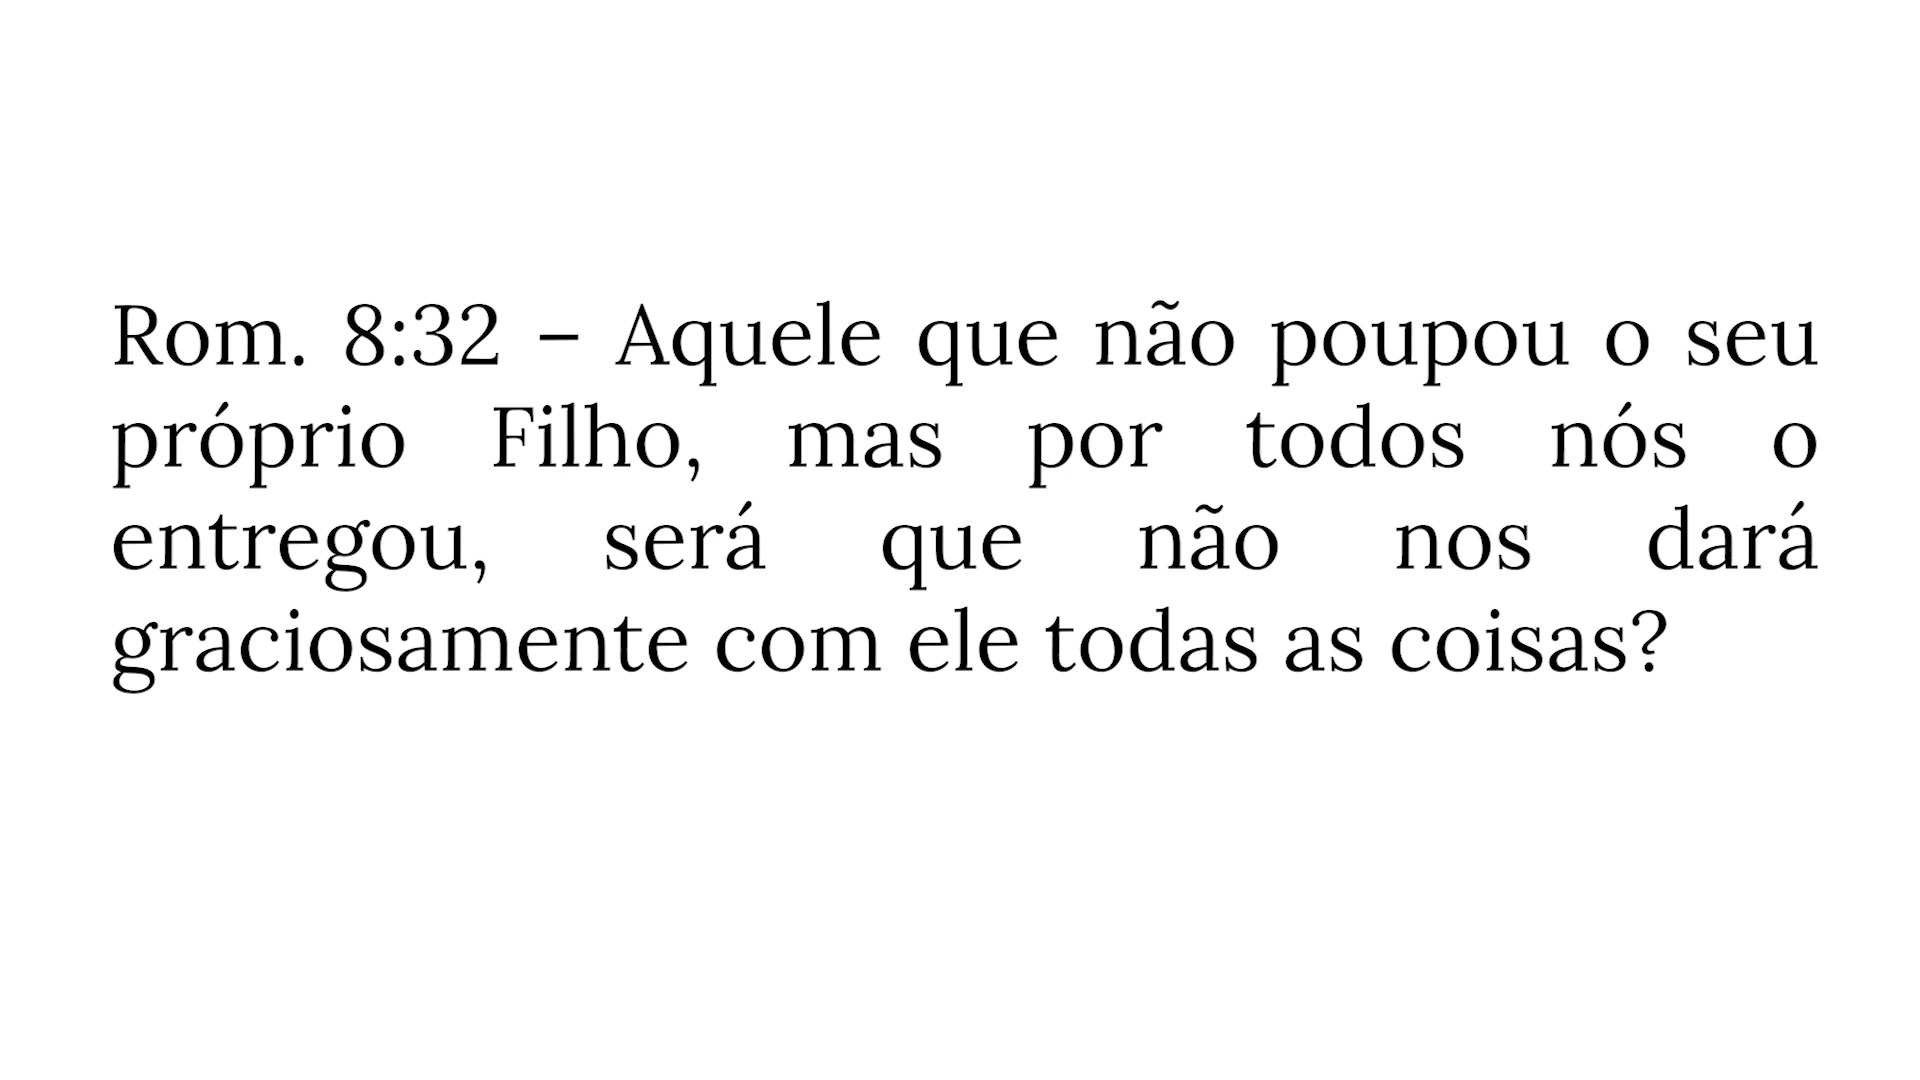 Rom. 8:32 – Aquele que não poupou o seu
próprio Filho, mas por todos nós o
entregou, será que não nos dará
graciosamente com ele todas as coisas?